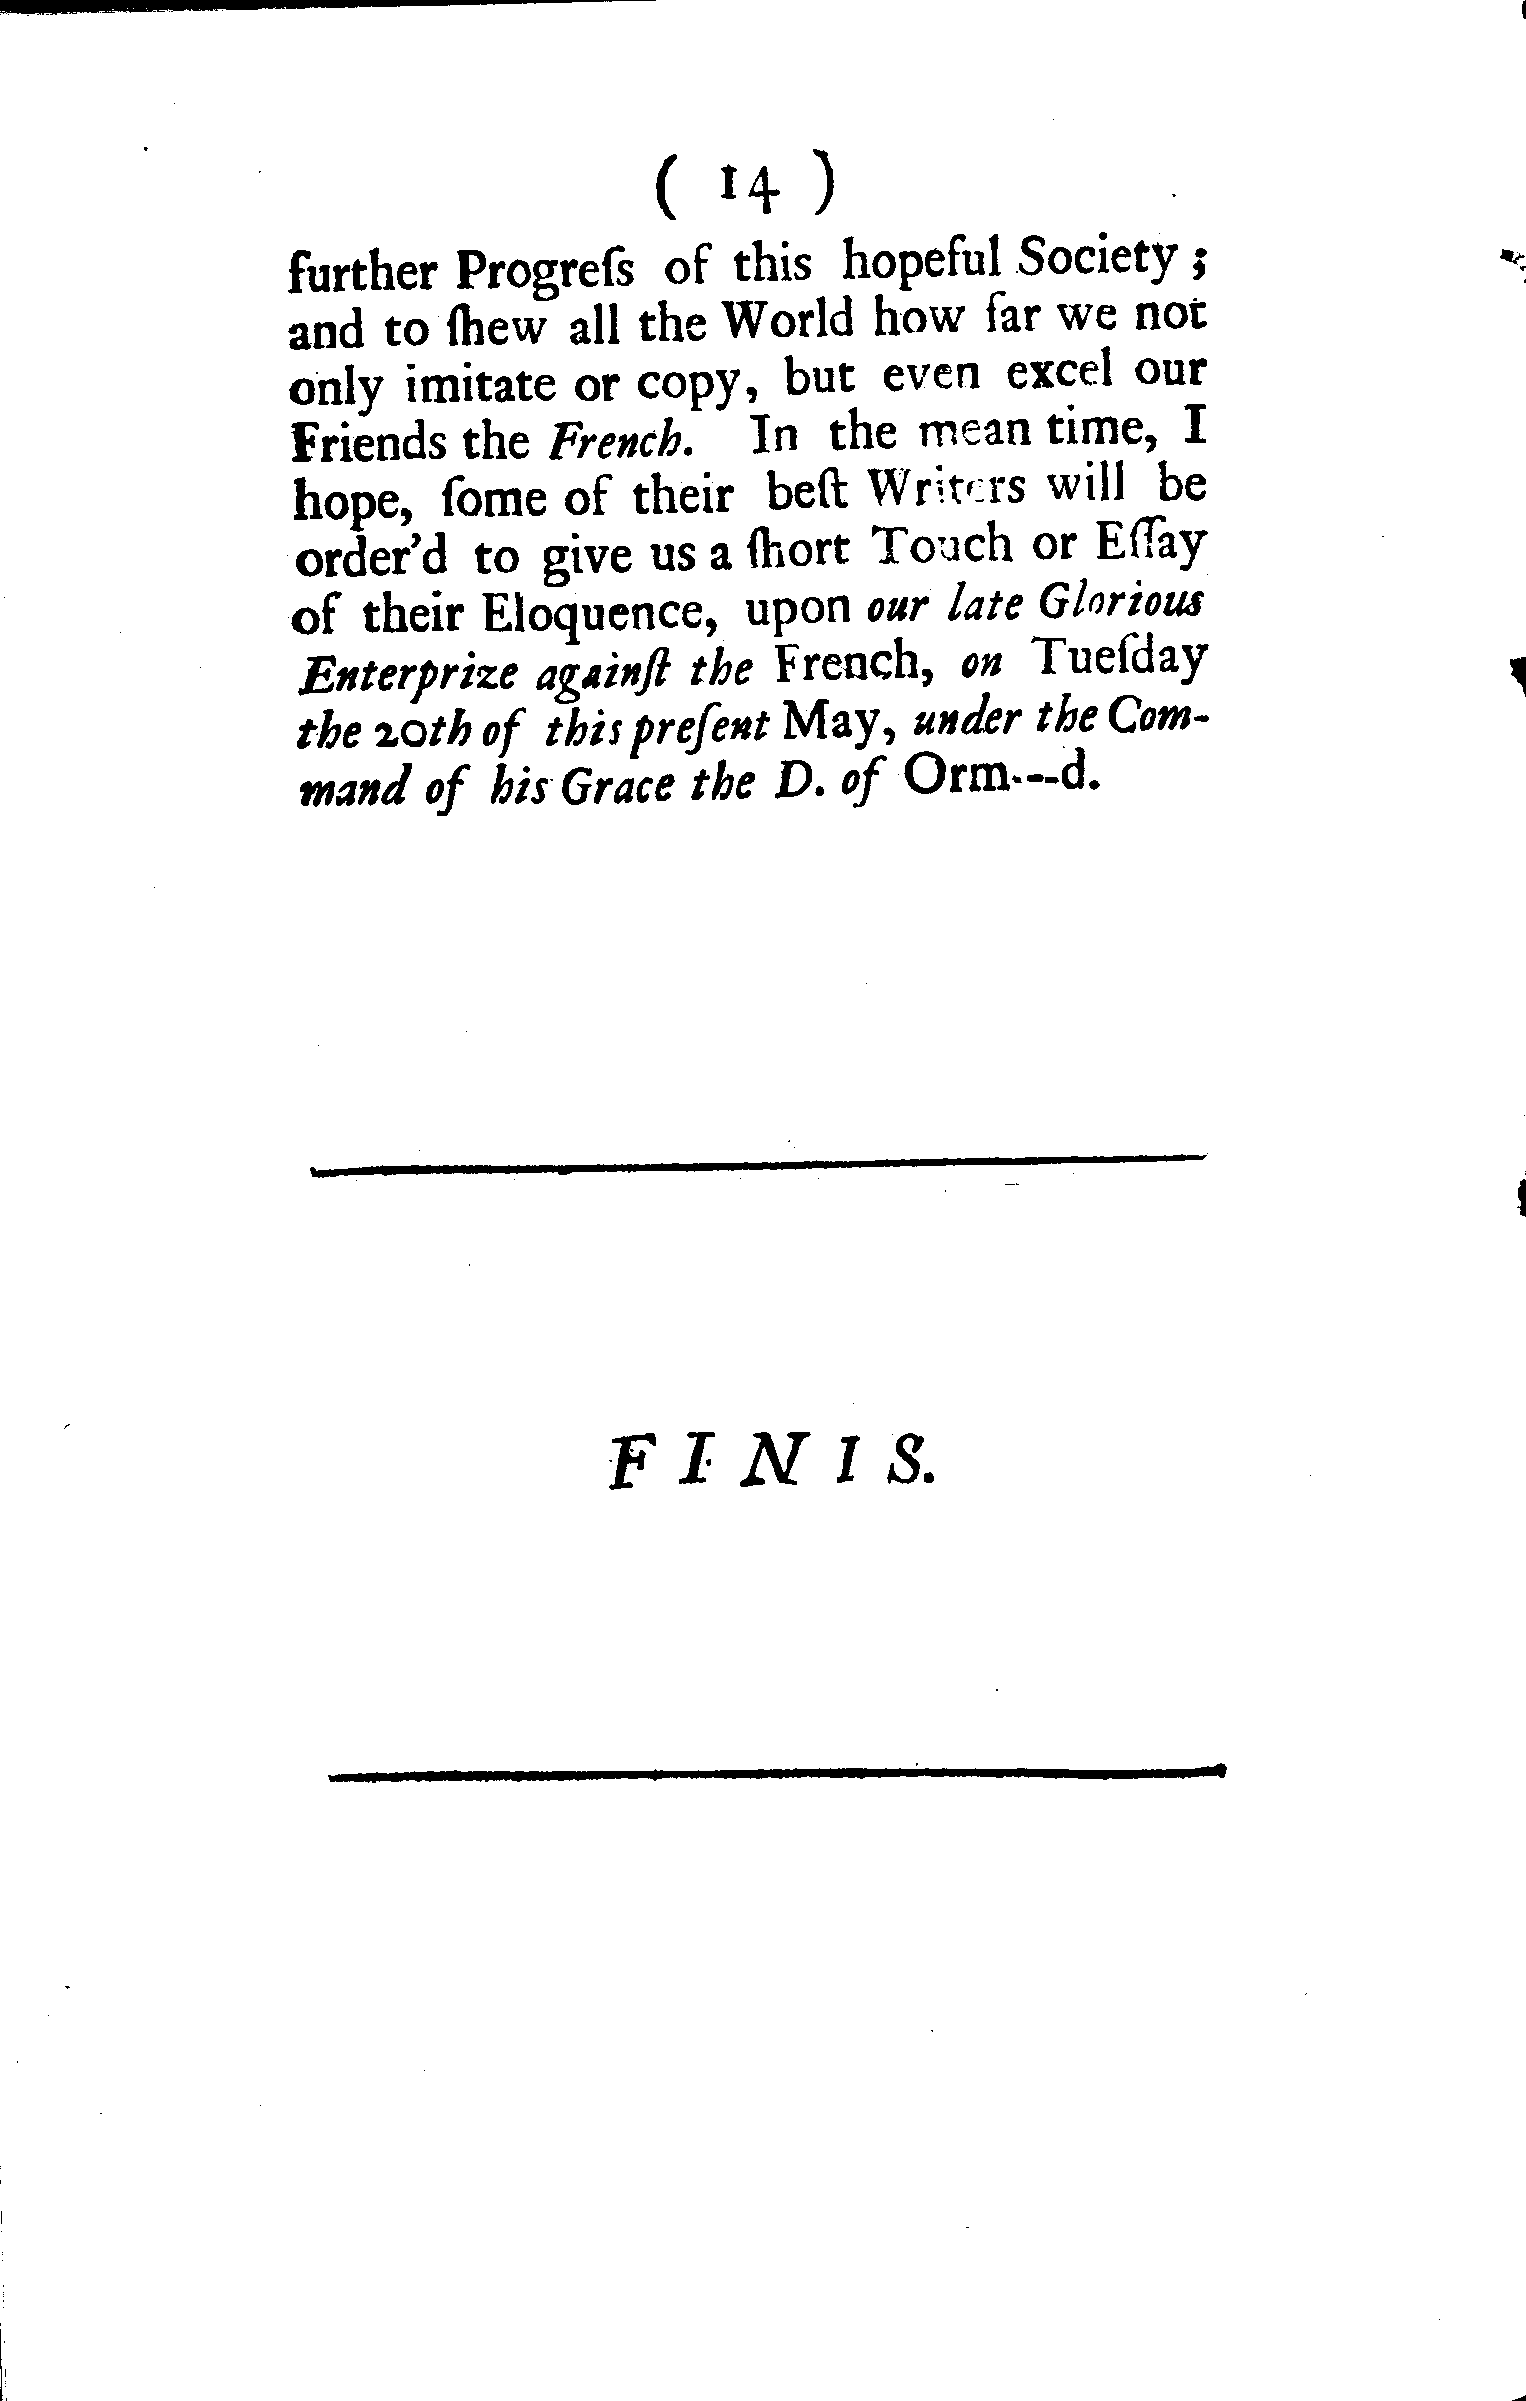 ( 14 )
further Progreſs of this hopeful Society;
and to ſhew all the World how far we not
only imitate or copy, but even excel our
Friends the French. In the mean time, I
hope, ſome of their beſt Writers will be
order'd to give us a ſhort Touch or Eſſay
of their Eloquence, upon our late Glorious
Enterprize againſt the French, on Tueſday
the 20th of this preſent May, under the Com-
mand of his Grace the D. of Orm---d.
FINIS.